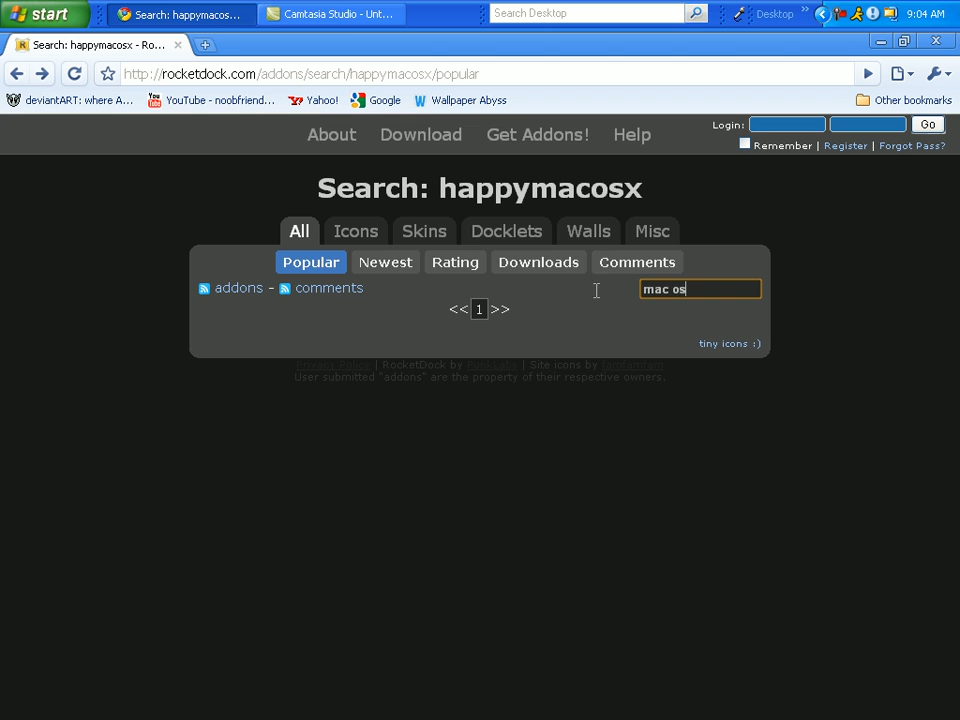 start
Search: happymacos...
Camtasia Studio - Unt...
Search Desktop
Desktop
»
9:04 AM
Search: happymacosx - Ro...
http://rocketdock.com/addons/search/happymacosx/popular
deviantART: where A...
YouTube - noobfriend...
Yahoo!
Google
Wallpaper Abyss
Other bookmarks
About
Download
Get Addons!
Help
Login:
Go
Remember | Register | Forgot Pass?
Search: happymacosx
All
Icons
Skins
Docklets
Walls
Misc
Popular
Newest
Rating
Downloads
Comments
addons - comments
mac os
<< 1 >>
tiny icons :)
Privacy Policy | RocketDock by PunkLabs | Site icons by famfamfam
User submitted "addons" are the property of their respective owners.